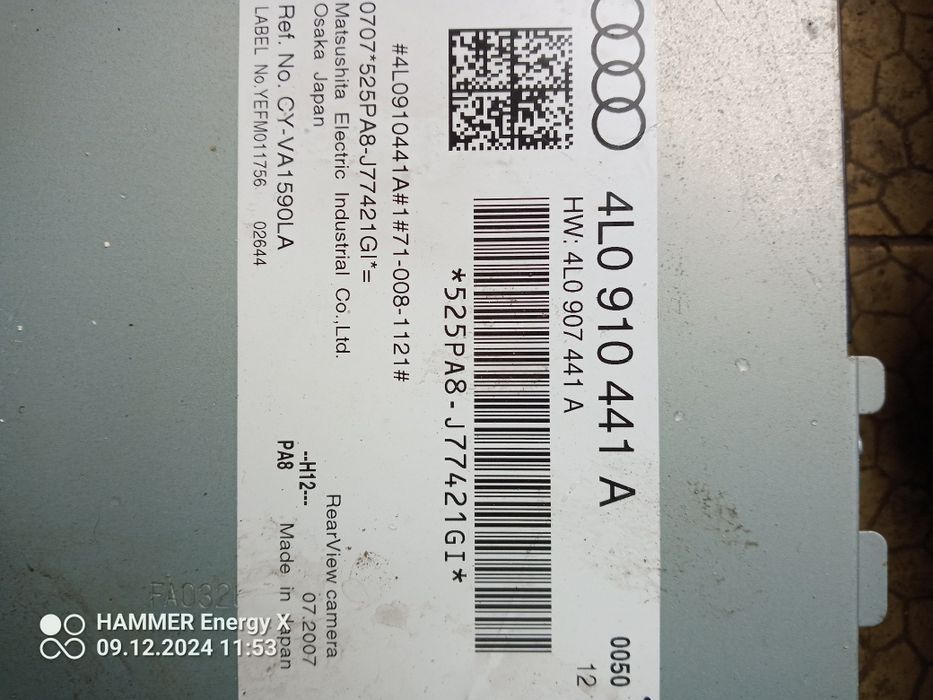 4L0 910 441 A
HW: 4L0 907 441 A
0050
12
*525PA8-J77421GI*
#4L0910441A#1#71-008-1121#
0707*525PA8-J77421GI*=
Matsushita Electric Industrial Co.,Ltd.
Osaka Japan
RearView camera
--H12---
07.2007
Ref. No. CY-VA1590LA
PA8
Made in Japan
LABEL No.YEFM011756 02644
HAMMER Energy X
09.12.2024 11:53